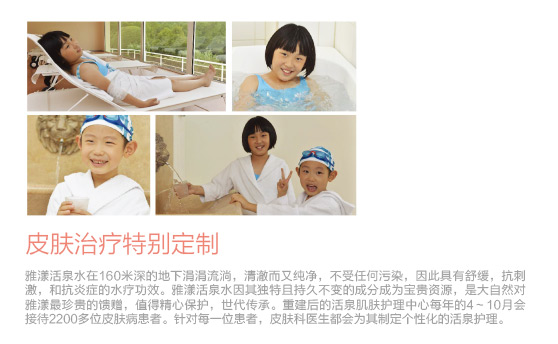 皮肤治疗特别定制
雅漾活泉水在160米深的地下涓涓流淌，清澈而又纯净，不受任何污染，因此具有舒缓，抗刺
激，和抗炎症的水疗功效。雅漾活泉水因其独特且持久不变的成分成为宝贵资源，是大自然对
雅漾最珍贵的馈赠，值得精心保护，世代传承。重建后的活泉肌肤护理中心每年的4～10月会
接待2200多位皮肤病患者。针对每一位患者，皮肤科医生都会为其制定个性化的活泉护理。